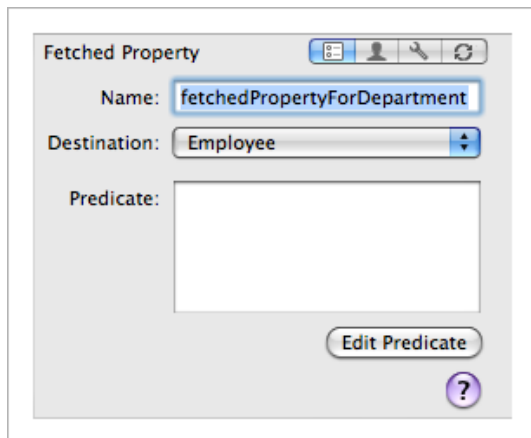 Fetched Property
Name: fetchedPropertyForDepartment
Destination: Employee
Predicate:
Edit Predicate
?